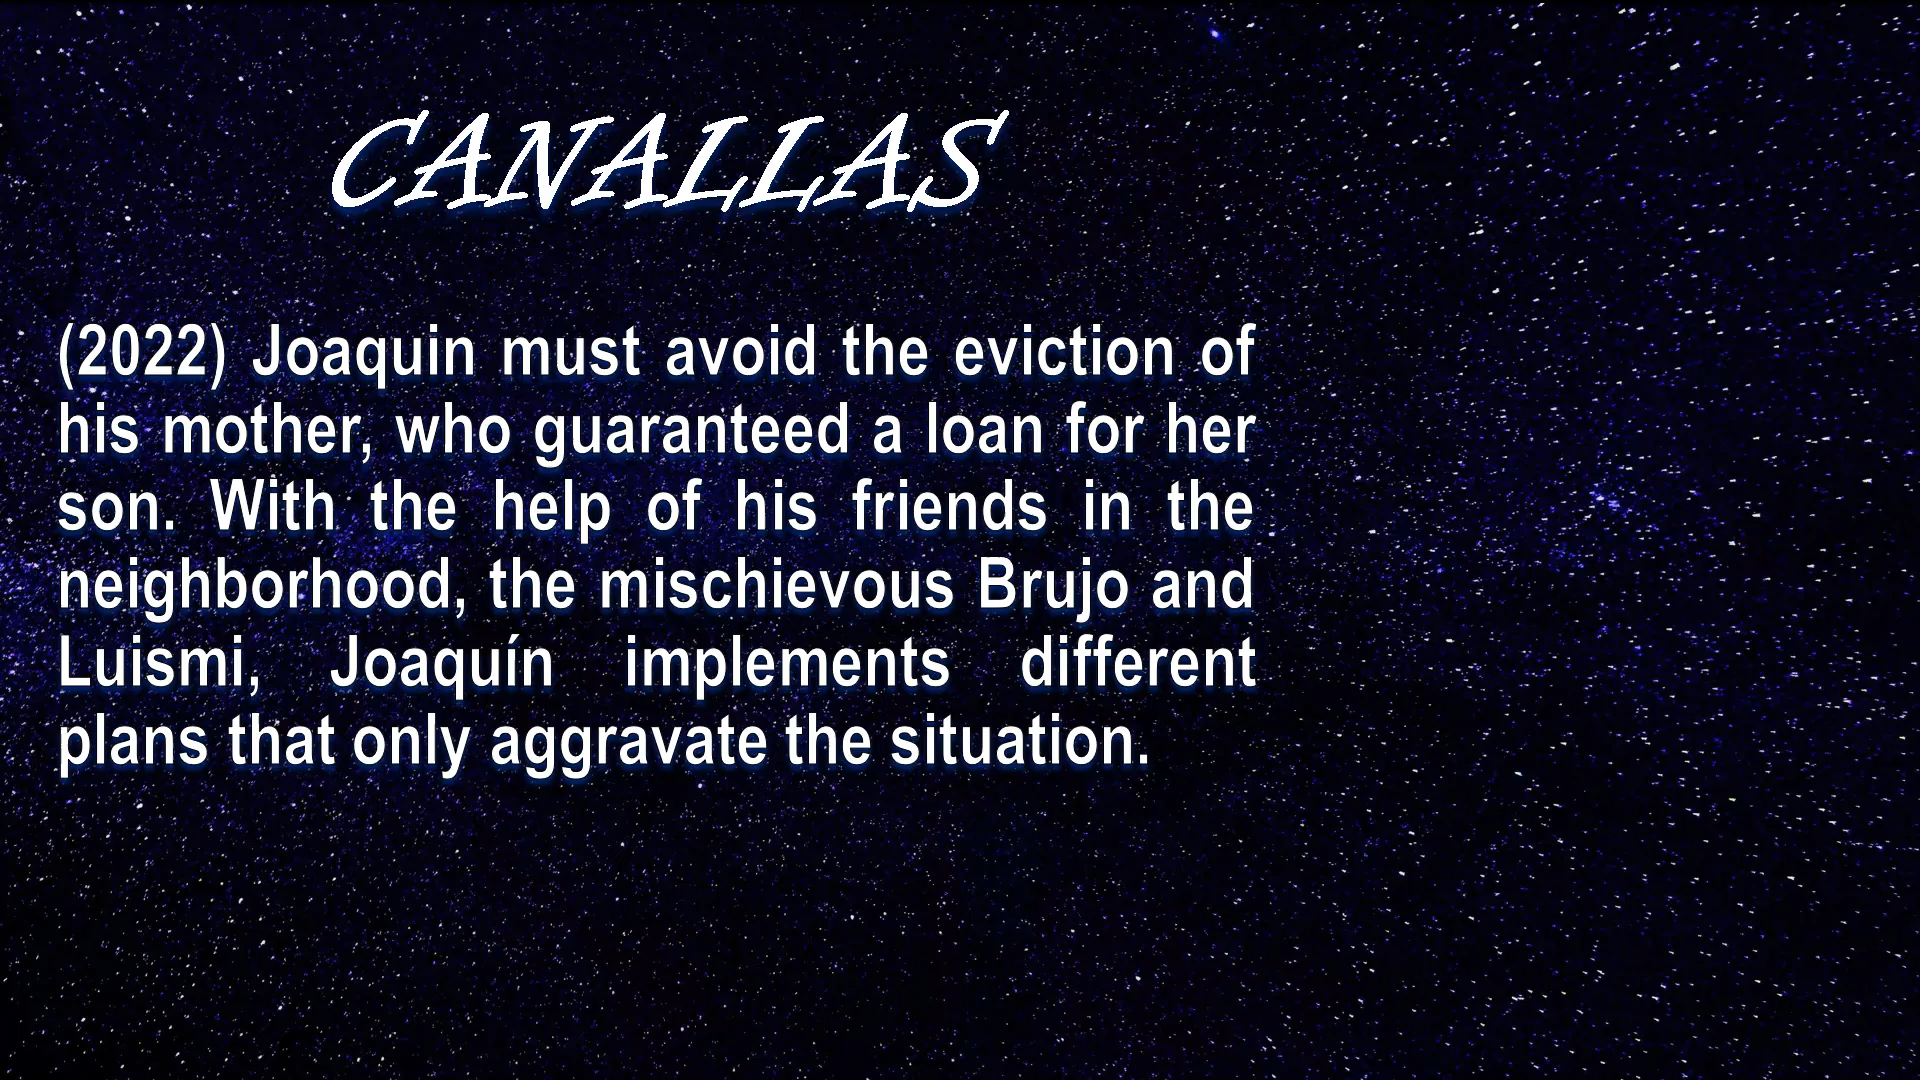 CANALLAS
(2022) Joaquin must avoid the eviction of
his mother, who guaranteed a loan for her
son. With the help of his friends in the
neighborhood, the mischievous Brujo and
Luismi, Joaquín implements different
plans that only aggravate the situation.